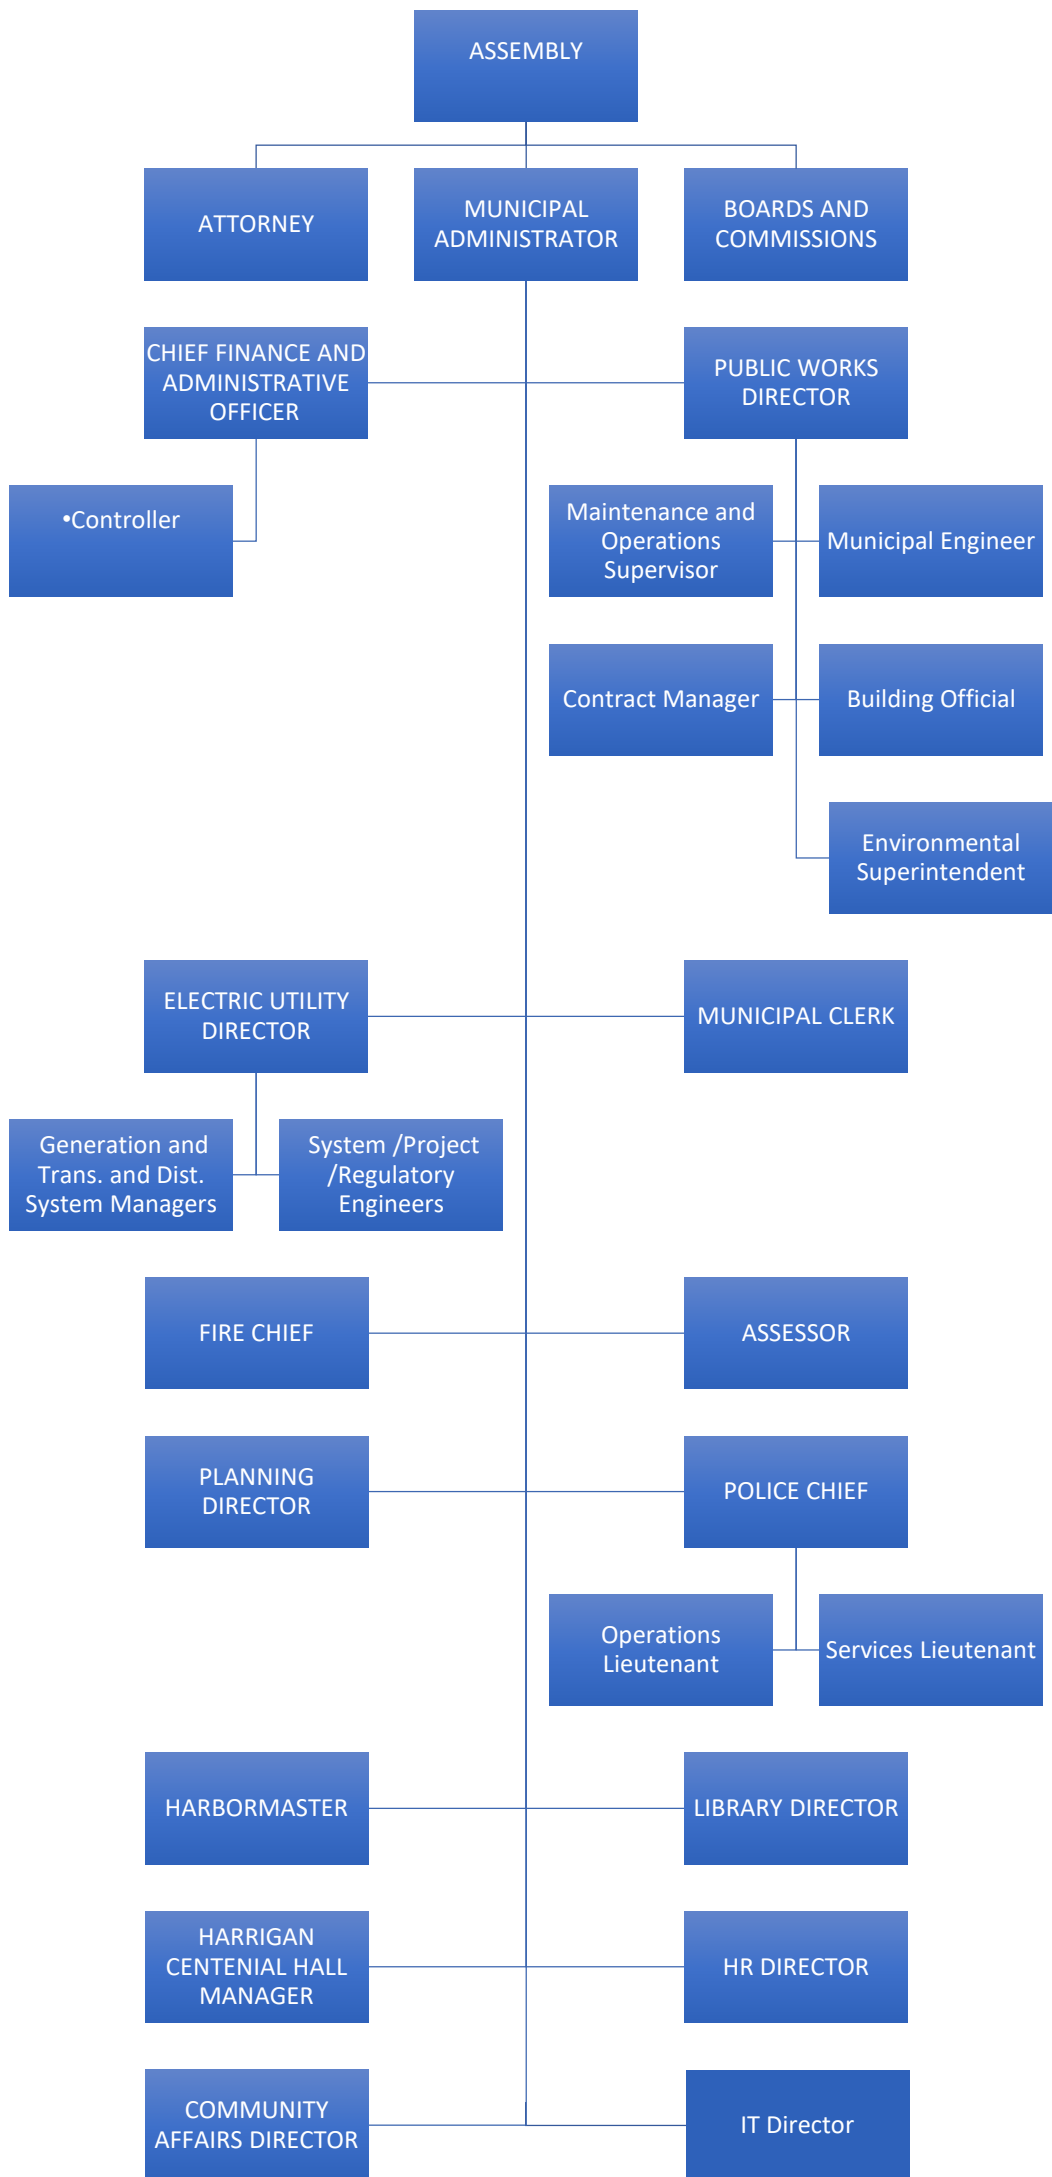 ASSEMBLY
ATTORNEY
MUNICIPAL
ADMINISTRATOR
BOARDS AND
COMMISSIONS
CHIEF FINANCE AND
ADMINISTRATIVE
OFFICER
PUBLIC WORKS
DIRECTOR
•Controller
Maintenance and
Operations
Supervisor
Municipal Engineer
Contract Manager
Building Official
Environmental
Superintendent
ELECTRIC UTILITY
DIRECTOR
MUNICIPAL CLERK
Generation and
Trans. and Dist.
System Managers
System /Project
/Regulatory
Engineers
FIRE CHIEF
ASSESSOR
PLANNING
DIRECTOR
POLICE CHIEF
Operations
Lieutenant
Services Lieutenant
HARBORMASTER
LIBRARY DIRECTOR
HARRIGAN
CENTENIAL HALL
MANAGER
HR DIRECTOR
COMMUNITY
AFFAIRS DIRECTOR
IT Director